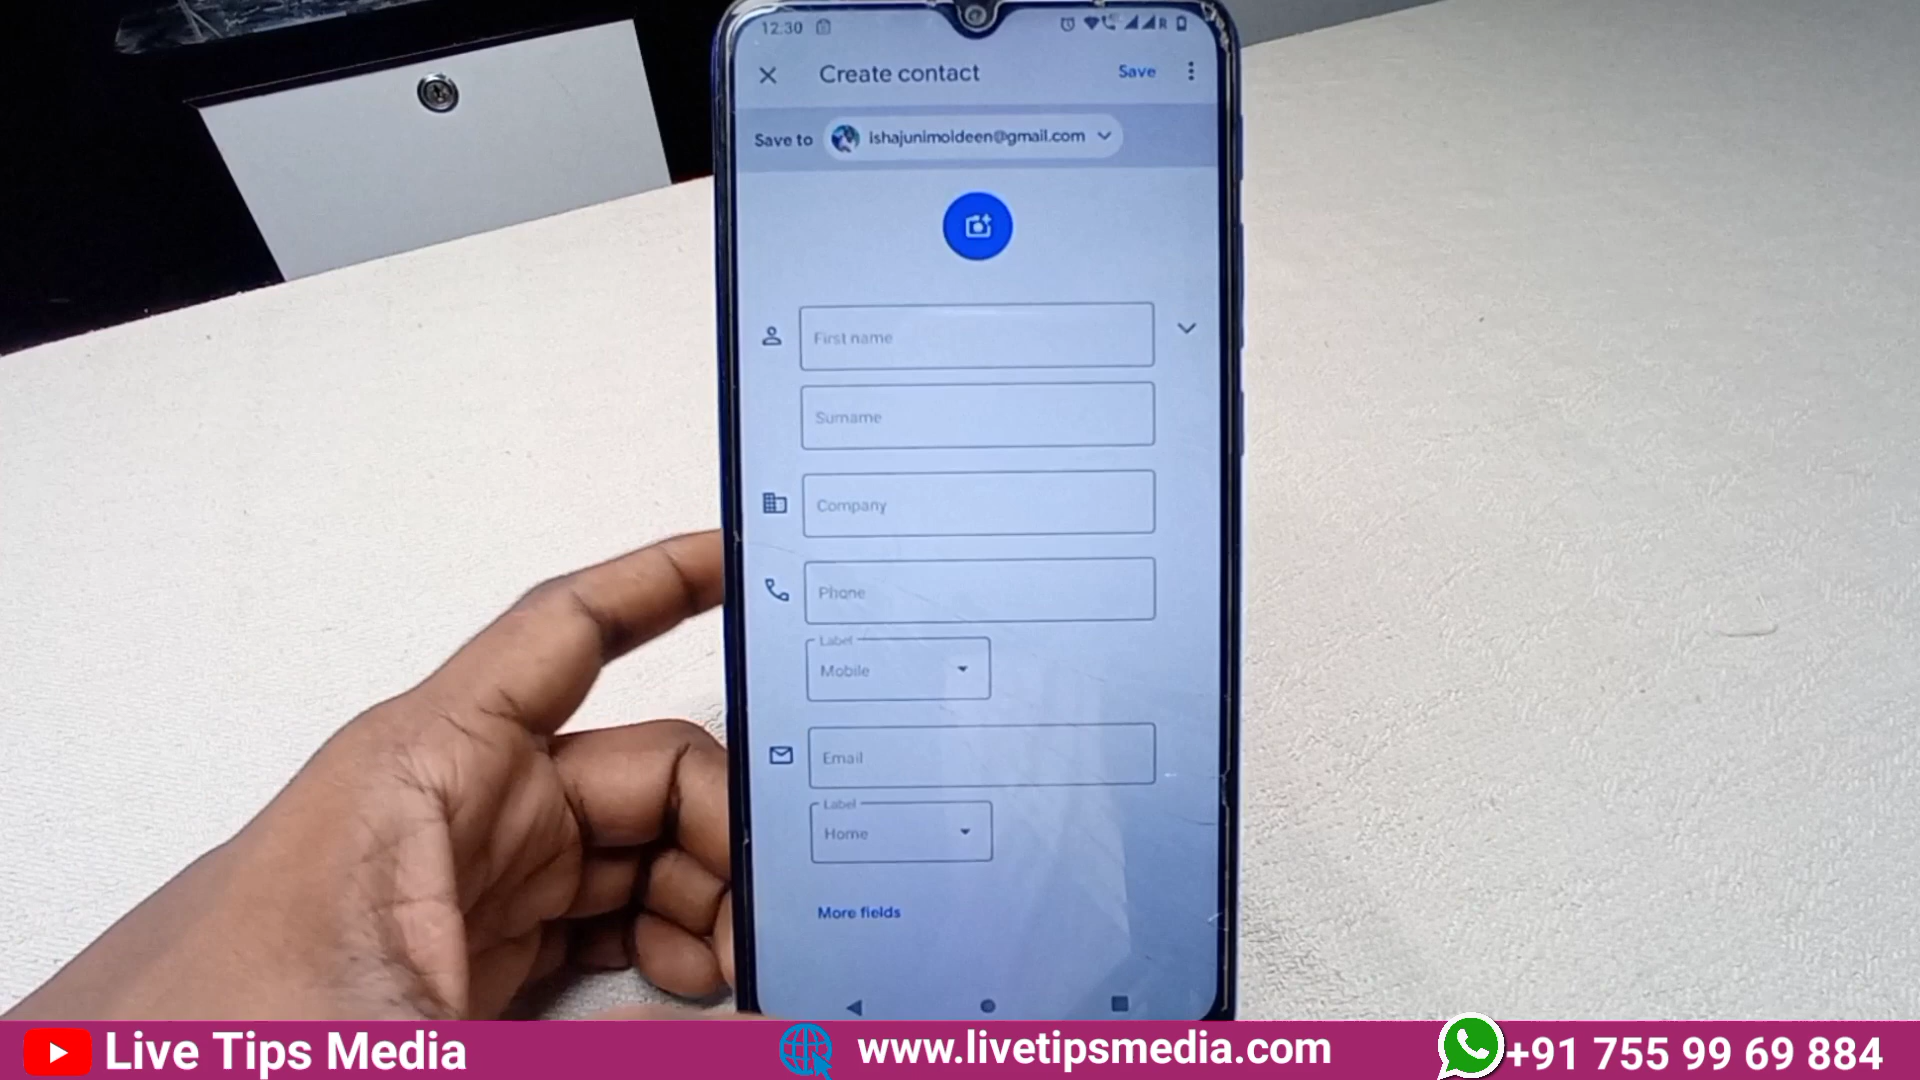 12.30
Create contact
Save
Save to
ishajunimoideen@gmail.com
First name
Surname
Company
Phone
Label
Mobile
Email
Label
Home
More fields
Live Tips Media
www.livetipsmedia.com
+91 755 99 69 884